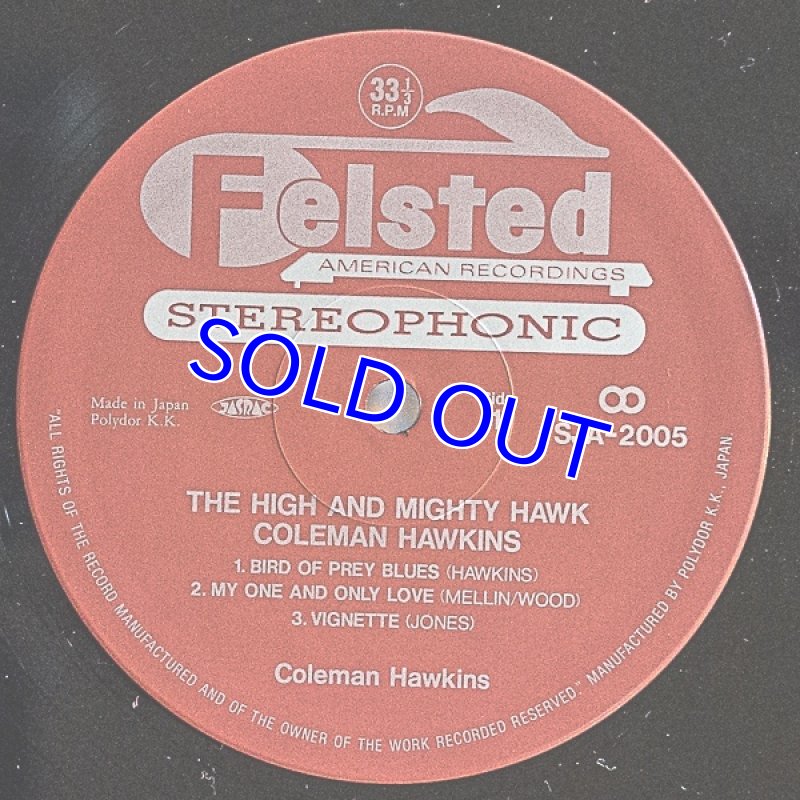 33 1/3
R.P.M
Felsted
AMERICAN RECORDINGS
STEREOPHONIC
SOLD OUT
Made in Japan
Polydor K.K.
JASRAC
∞
-2005
THE HIGH AND MIGHTY HAWK
COLEMAN HAWKINS
1. BIRD OF PREY BLUES (HAWKINS)
2. MY ONE AND ONLY LOVE (MELLIN/WOOD)
3. VIGNETTE (JONES)
Coleman Hawkins
"ALL RIGHTS OF THE RECORD MANUFACTURED AND OF THE OWNER OF THE WORK RECORDED RESERVED." MANUFACTURED BY POLYDOR K.K., JAPAN.